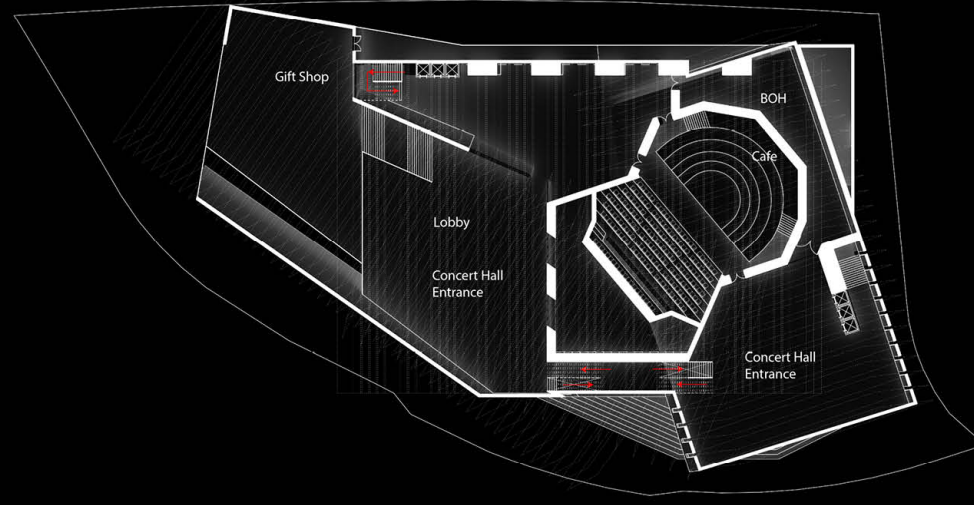 Gift Shop
BOH
Cafe
Lobby
Concert Hall
Entrance
Concert Hall
Entrance